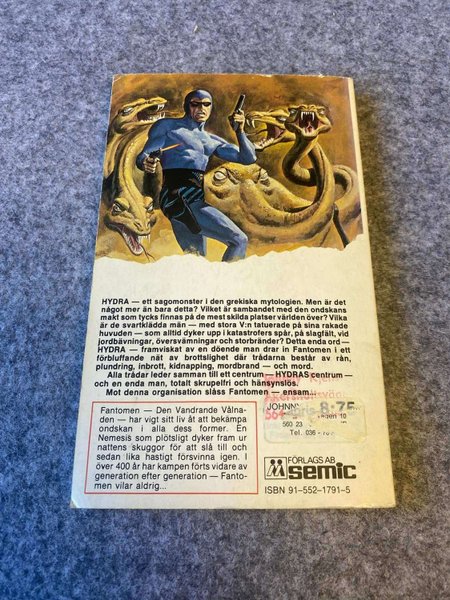 HYDRA — ett sagomonster i den grekiska mytologien. Men är det
något mer än bara detta? Vilket är sambandet med den ondskans
makt som tycks finnas på de mest skilda platser världen över? Vilka
är de svartklädda män — med stora V:n tatuerade på sina rakade
huvuden — som alltid dyker upp i katastrofers spår, på slagfält, vid
jordbävningar, översvämningar och storbränder? Detta enda ord —
HYDRA — framviskat av en döende man drar in Fantomen i ett
förbluffande nät av brottslighet där trådarna består av rån,
plundring, inbrott, kidnapping, mordbrand — och mord.
Alla trådar leder samman till ett centrum — HYDRAS centrum —
och en enda man, totalt skrupelfri och hänsynslös.
Mot denna organisation slåss Fantomen — ensam.
Fantomen — Den Vandrande Vålna-
den — har vigt sitt liv åt att bekämpa
ondskan i alla dess former. En
Nemesis som plötsligt dyker fram ur
nattens skuggor för att slå till och
sedan lika hastigt försvinna igen. I
över 400 år har kampen förts vidare av
generation efter generation — Fanto-
men vilar aldrig...
JOHNN
8:75
10
560 23
Tel. 036 -
FÖRLAGS AB
semic
ISBN 91-552-1791-5